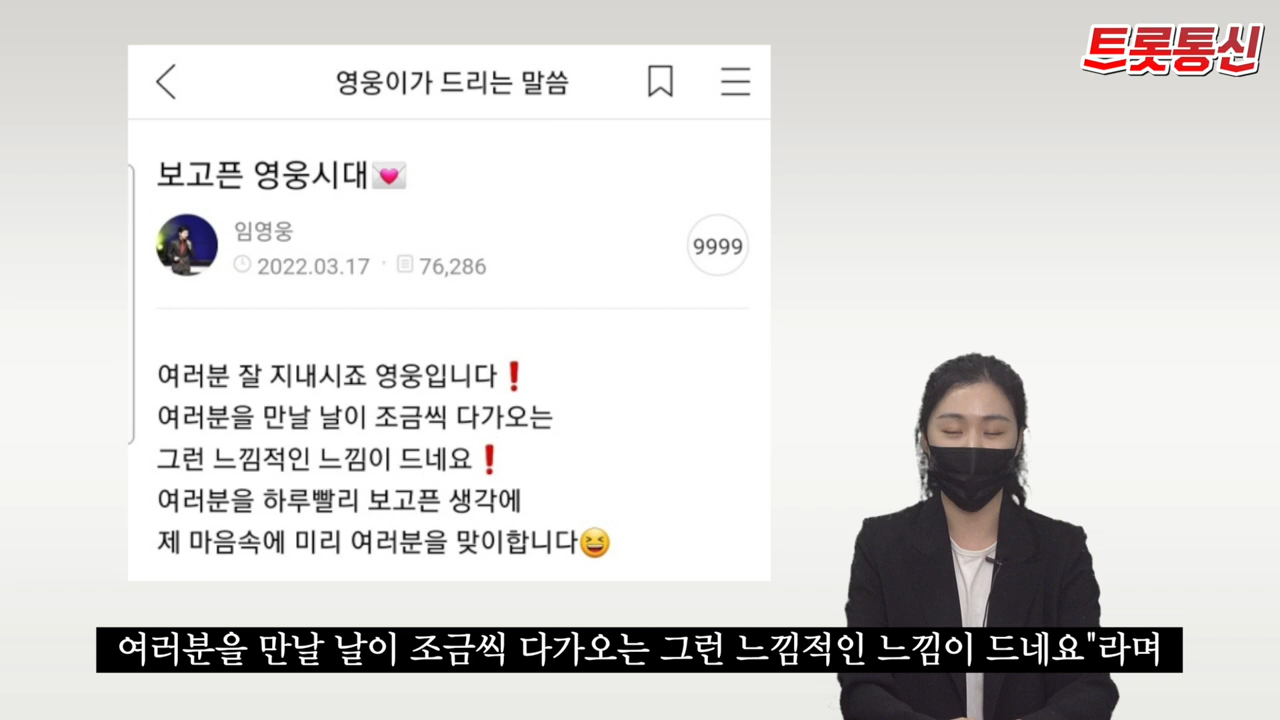 트롯통신
영웅이가 드리는 말씀
보고픈 영웅시대💌
임영웅
2022.03.17 · 76,286
9999
여러분 잘 지내시죠 영웅입니다❗
여러분을 만날 날이 조금씩 다가오는
그런 느낌적인 느낌이 드네요❗
여러분을 하루빨리 보고픈 생각에
제 마음속에 미리 여러분을 맞이합니다😆
여러분을 만날 날이 조금씩 다가오는 그런 느낌적인 느낌이 드네요"라며